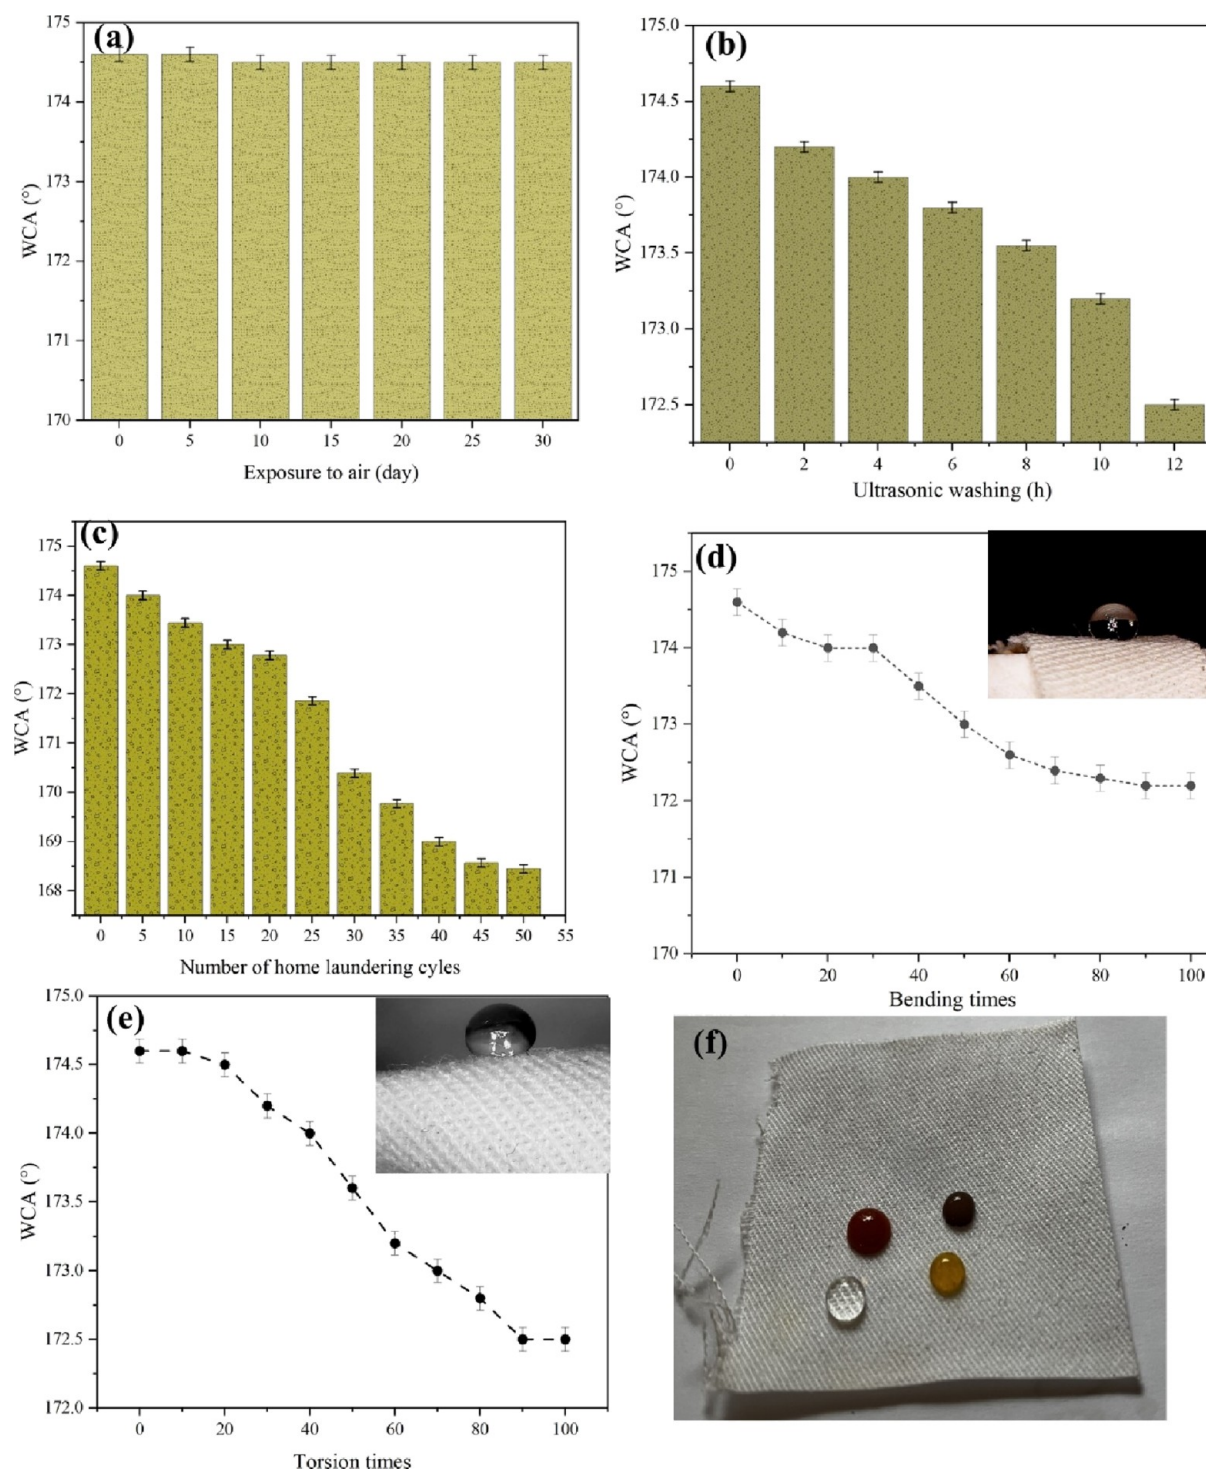 (a)
175
174
173
172
171
170
WCA (°)
0 5 10 15 20 25 30
Exposure to air (day)
(b)
175.0
174.5
174.0
173.5
173.0
172.5
WCA (°)
0 2 4 6 8 10 12
Ultrasonic washing (h)
(c)
175
174
173
172
171
170
169
168
WCA (°)
0 5 10 15 20 25 30 35 40 45 50 55
Number of home laundering cyles
(d)
175
174
173
172
171
170
WCA (°)
0 20 40 60 80 100
Bending times
(e)
175.0
174.5
174.0
173.5
173.0
172.5
172.0
WCA (°)
0 20 40 60 80 100
Torsion times
(f)